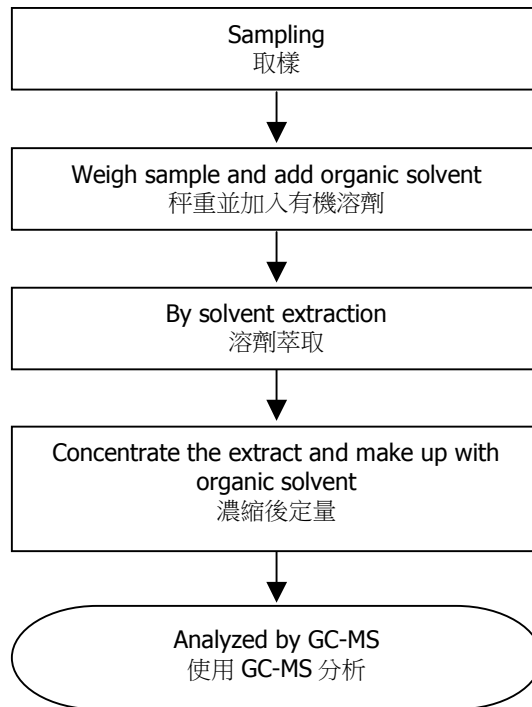 Sampling
取樣
Weigh sample and add organic solvent
秤重並加入有機溶劑
By solvent extraction
溶劑萃取
Concentrate the extract and make up with
organic solvent
濃縮後定量
Analyzed by GC-MS
使用 GC-MS 分析